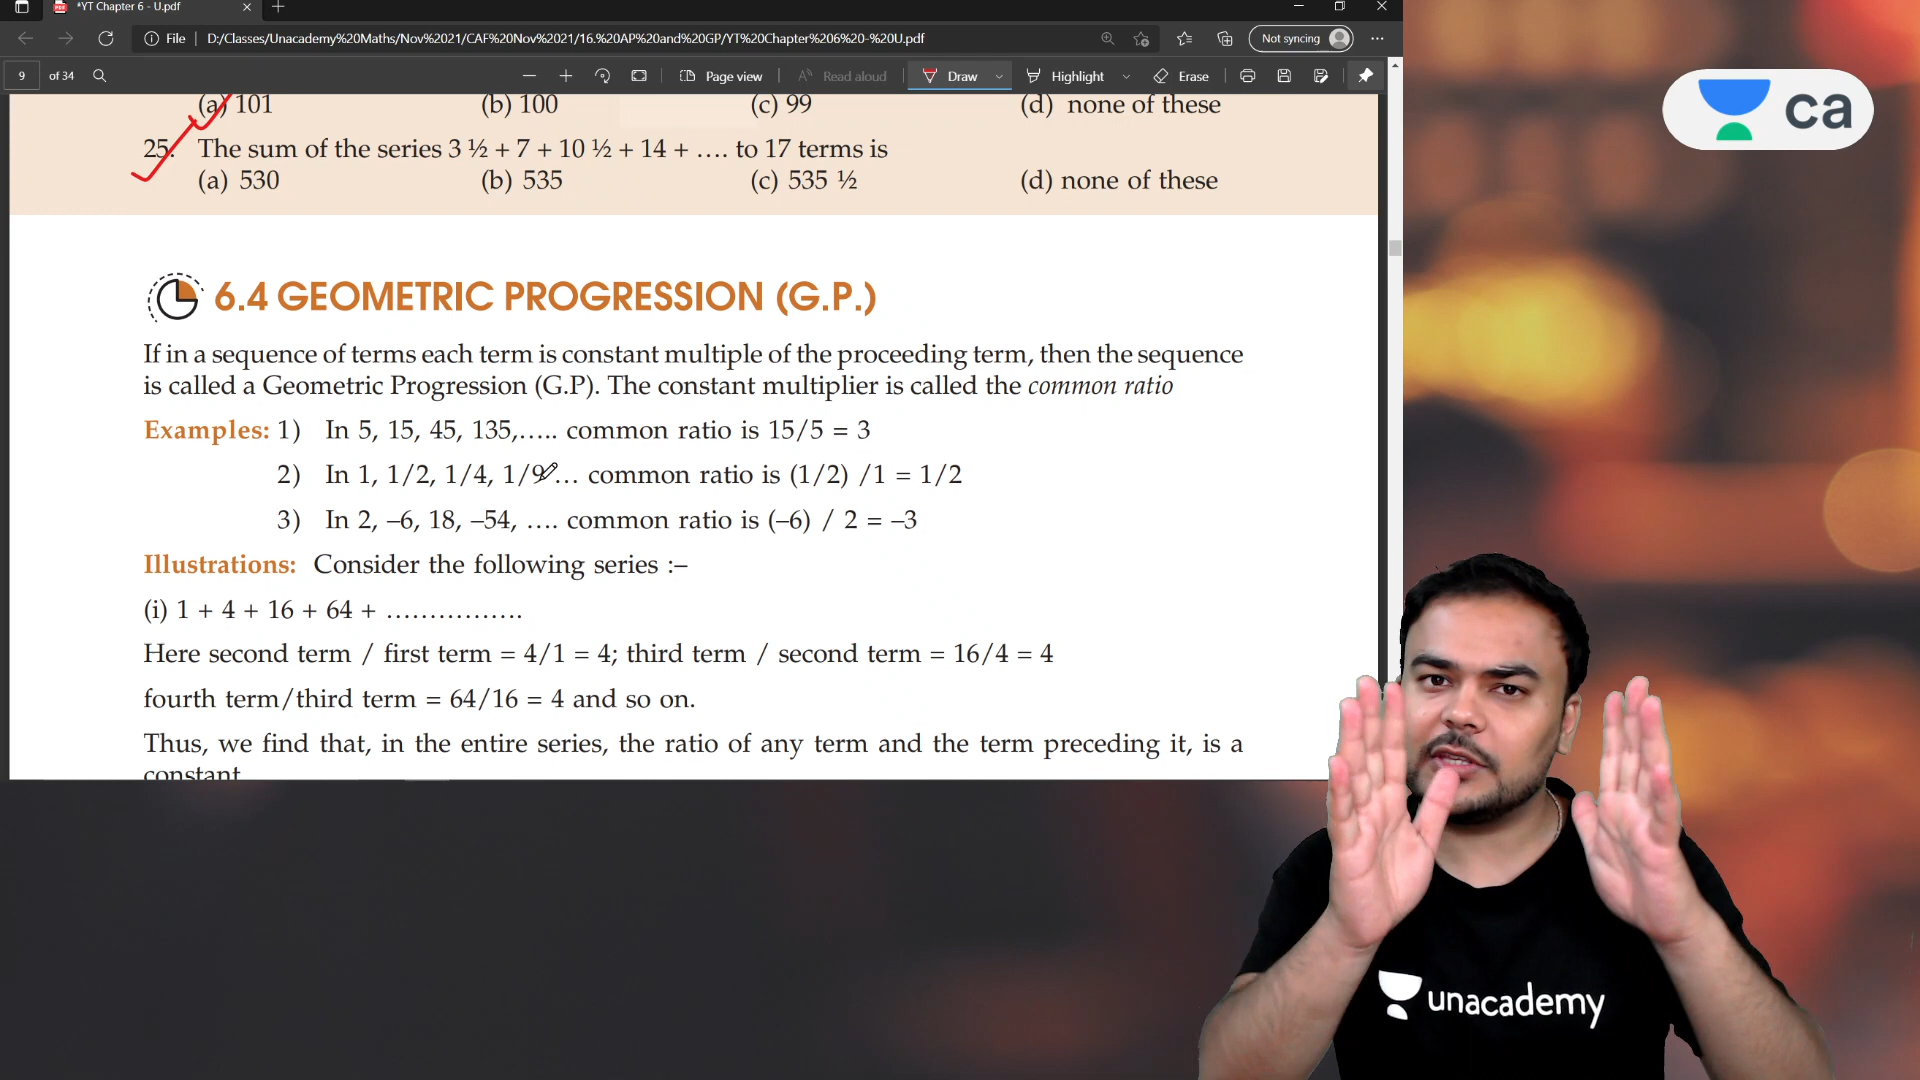 *YT Chapter 6 - U.pdf
File | D:/Classes/Unacademy%20Maths/Nov%2021/CAF%20Nov%2021/16.%20AP%20and%20GP/YT%20Chapter%206%20-%20U.pdf
Not syncing
9 of 34
Page view
Read aloud
Draw
Highlight
Erase
(a) 101 (b) 100 (c) 99 (d) none of these
25. The sum of the series 3 ½ + 7 + 10 ½ + 14 + .... to 17 terms is
(a) 530 (b) 535 (c) 535 ½ (d) none of these
6.4 GEOMETRIC PROGRESSION (G.P.)
If in a sequence of terms each term is constant multiple of the proceeding term, then the sequence
is called a Geometric Progression (G.P). The constant multiplier is called the common ratio
Examples: 1) In 5, 15, 45, 135,..... common ratio is 15/5 = 3
2) In 1, 1/2, 1/4, 1/9 ... common ratio is (1/2) /1 = 1/2
3) In 2, –6, 18, –54, .... common ratio is (–6) / 2 = –3
Illustrations: Consider the following series :–
(i) 1 + 4 + 16 + 64 + ...............
Here second term / first term = 4/1 = 4; third term / second term = 16/4 = 4
fourth term/third term = 64/16 = 4 and so on.
Thus, we find that, in the entire series, the ratio of any term and the term preceding it, is a
constant
ca
unacademy